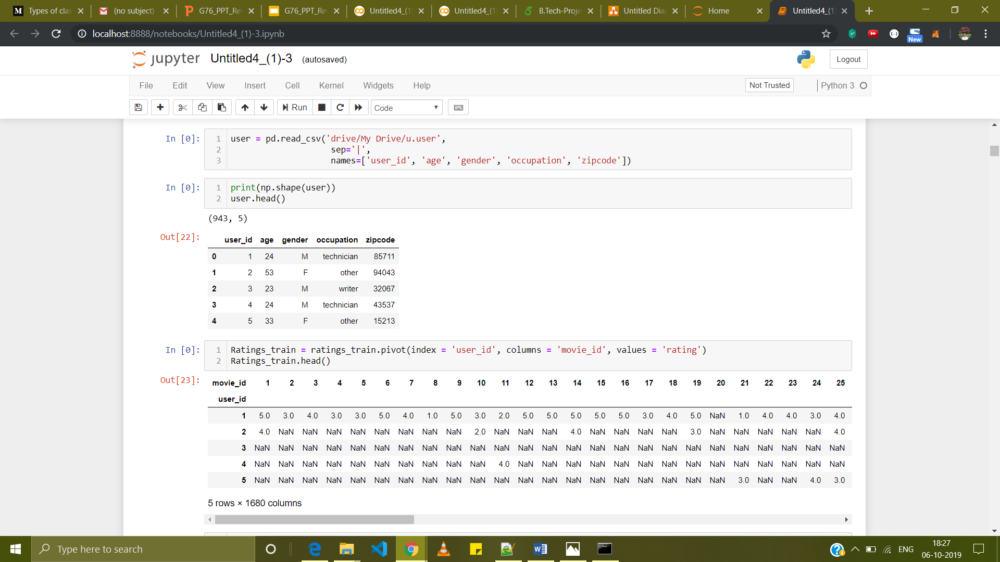 Types of clas
(no subject)
G76_PPT_Rev
G76_PPT_Rev
Untitled4_(1)
Untitled4_(1)
B.Tech-Proje
Untitled Dia
Home
Untitled4_(1)
localhost:8888/notebooks/Untitled4_(1)-3.ipynb
New
jupyter Untitled4_(1)-3 (autosaved)
Logout
File Edit View Insert Cell Kernel Widgets Help
Not Trusted
Python 3
Run
Code
In [0]:
1 user = pd.read_csv('drive/My Drive/u.user',
2 sep='|',
3 names=['user_id', 'age', 'gender', 'occupation', 'zipcode'])
In [0]:
1 print(np.shape(user))
2 user.head()
(943, 5)
Out[22]:
user_id age gender occupation zipcode
0 1 24 M technician 85711
1 2 53 F other 94043
2 3 23 M writer 32067
3 4 24 M technician 43537
4 5 33 F other 15213
In [0]:
1 Ratings_train = ratings_train.pivot(index = 'user_id', columns = 'movie_id', values = 'rating')
2 Ratings_train.head()
Out[23]:
movie_id 1 2 3 4 5 6 7 8 9 10 11 12 13 14 15 16 17 18 19 20 21 22 23 24 25
user_id
1 5.0 3.0 4.0 3.0 3.0 5.0 4.0 1.0 5.0 3.0 2.0 5.0 5.0 5.0 5.0 5.0 3.0 4.0 5.0 NaN 1.0 4.0 4.0 3.0 4.0
2 4.0 NaN NaN NaN NaN NaN NaN NaN NaN 2.0 NaN NaN NaN 4.0 NaN NaN NaN NaN 3.0 NaN NaN NaN NaN NaN 4.0
3 NaN NaN NaN NaN NaN NaN NaN NaN NaN NaN NaN NaN NaN NaN NaN NaN NaN NaN NaN NaN NaN NaN NaN NaN NaN
4 NaN NaN NaN NaN NaN NaN NaN NaN NaN NaN 4.0 NaN NaN NaN NaN NaN NaN NaN NaN NaN NaN NaN NaN NaN NaN
5 NaN NaN NaN NaN NaN NaN NaN NaN NaN NaN NaN NaN NaN NaN NaN NaN NaN NaN NaN NaN 3.0 NaN NaN 4.0 3.0
5 rows × 1680 columns
Type here to search
ENG
18:27
06-10-2019